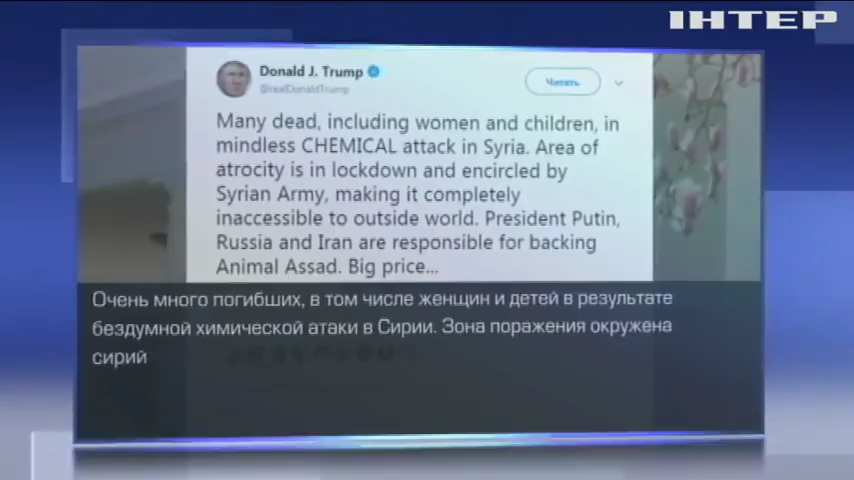 ІНТЕР
Donald J. Trump
@realDonaldTrump
Читать
Many dead, including women and children, in
mindless CHEMICAL attack in Syria. Area of
atrocity is in lockdown and encircled by
Syrian Army, making it completely
inaccessible to outside world. President Putin,
Russia and Iran are responsible for backing
Animal Assad. Big price...
Очень много погибших, в том числе женщин и детей в результате
бездумной химической атаки в Сирии. Зона поражения окружена
сирий